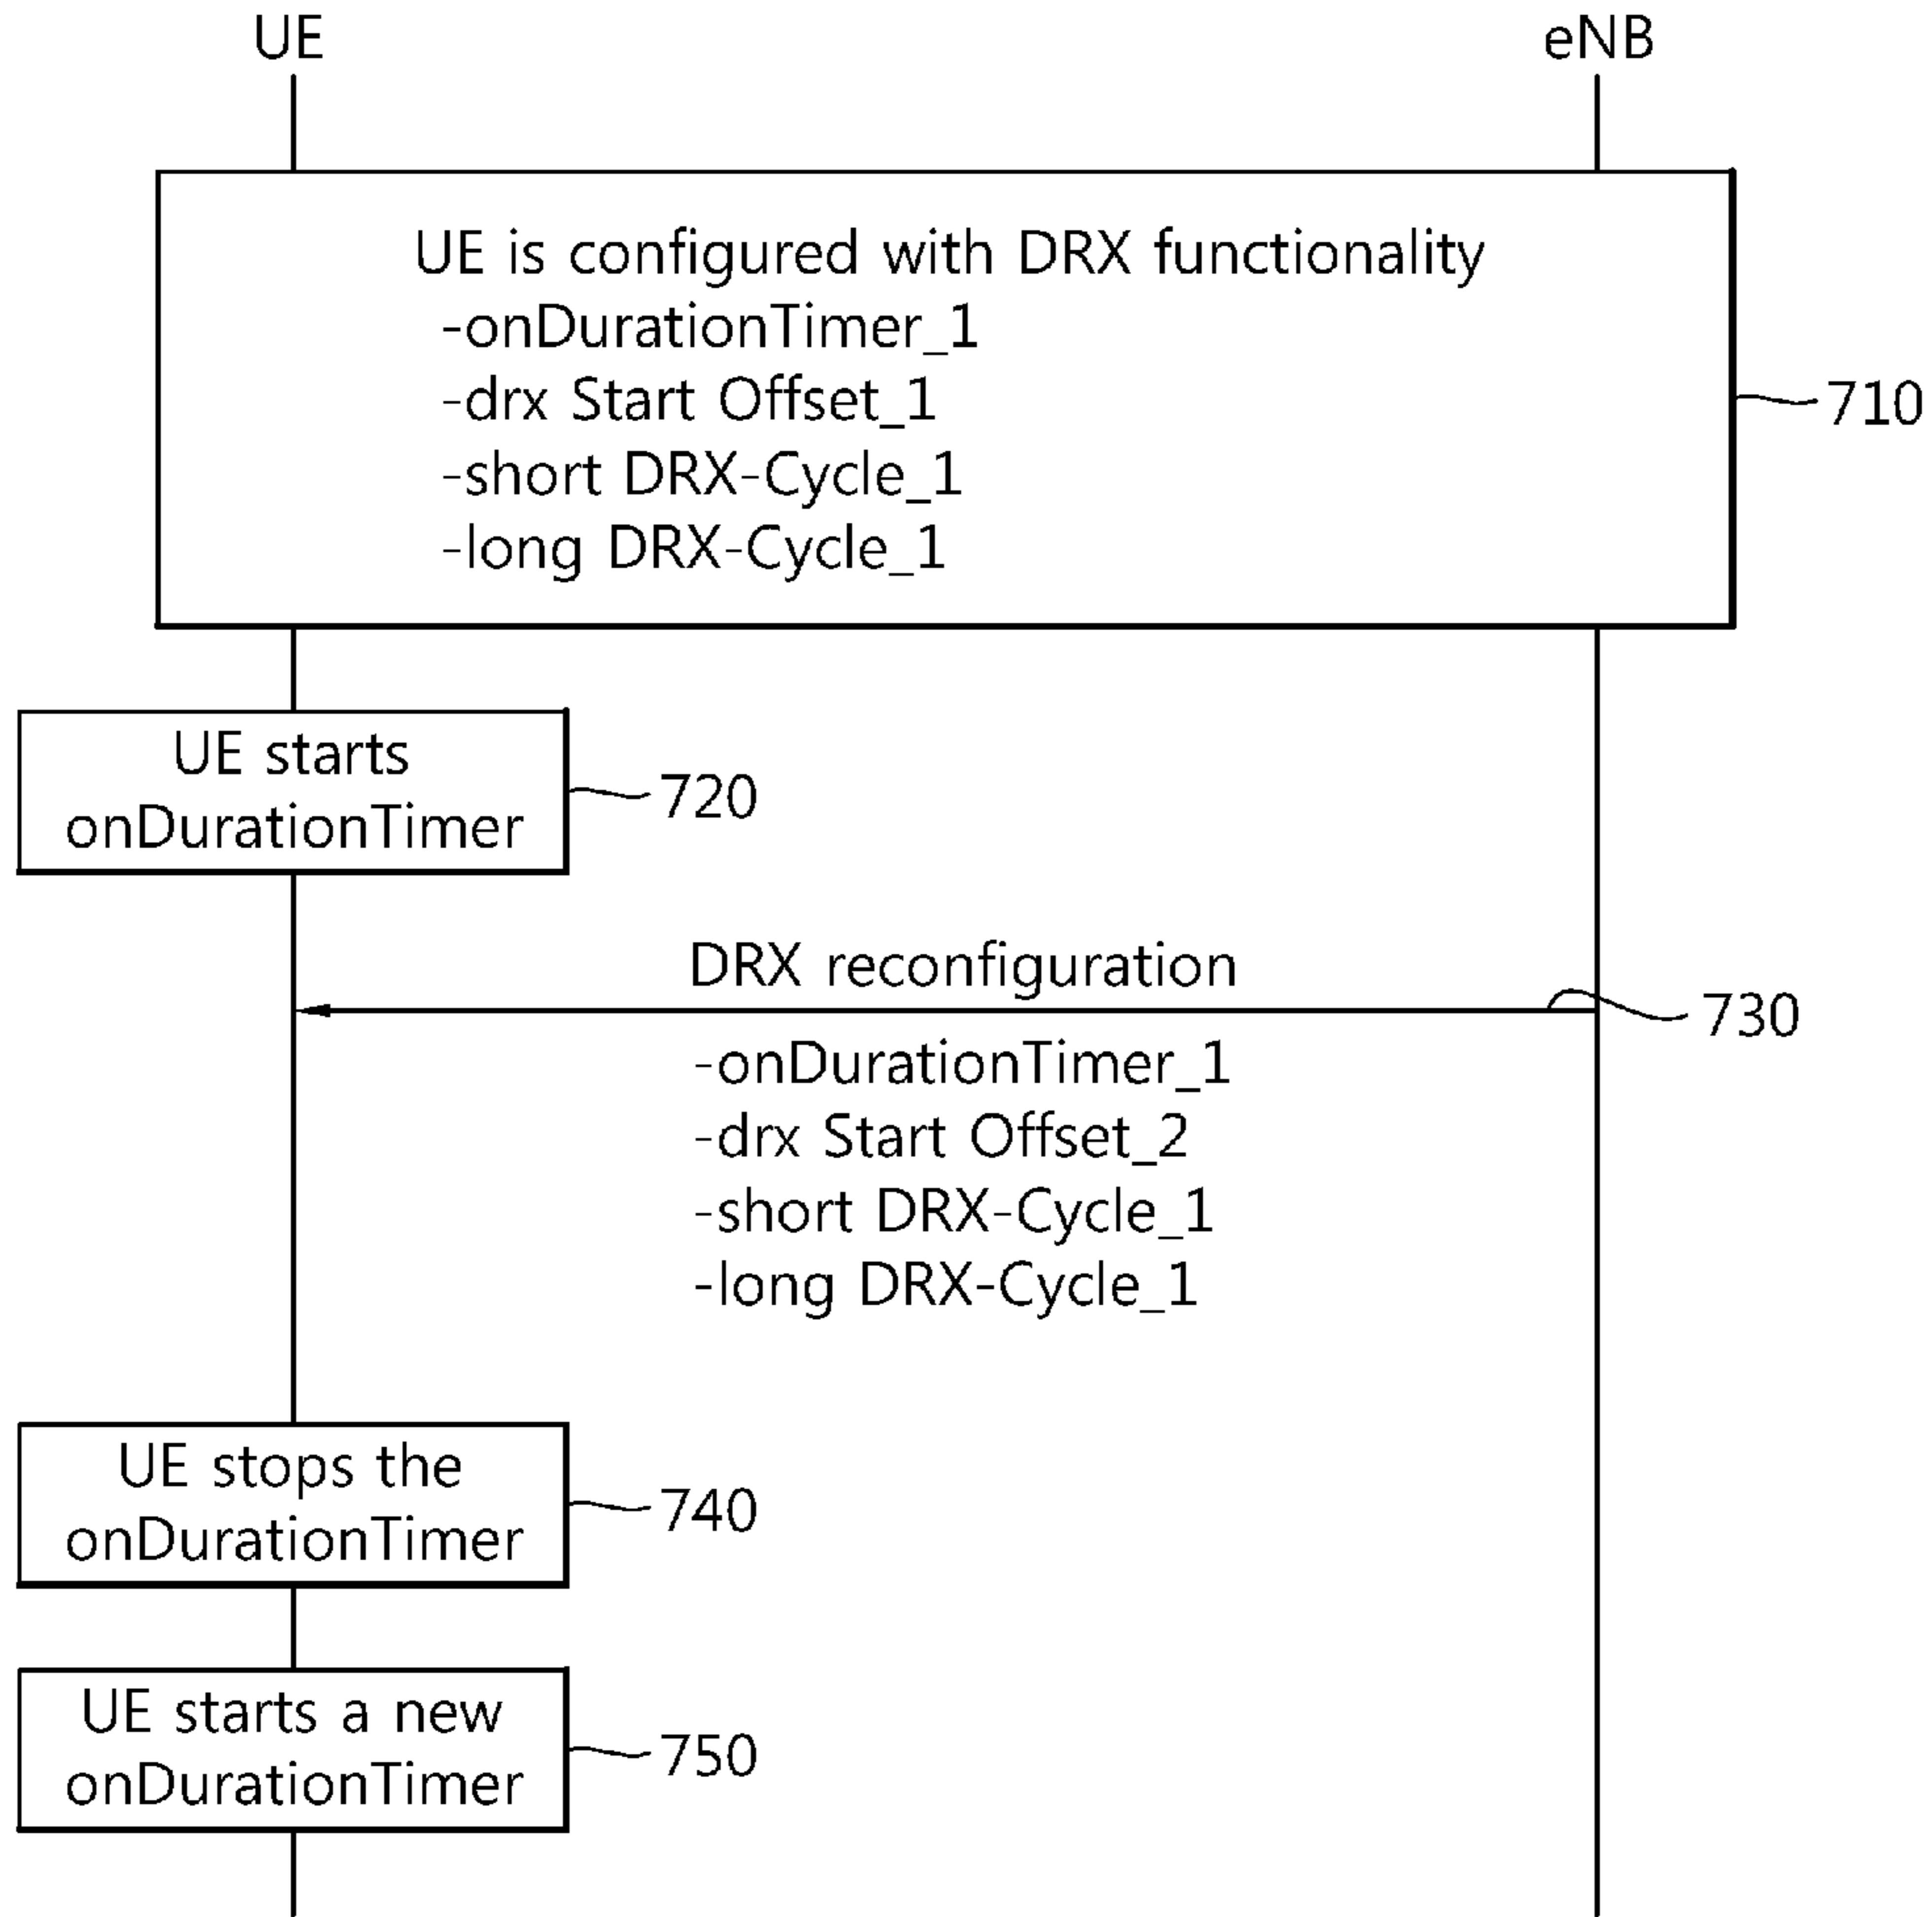 UE
eNB
UE is configured with DRX functionality
-onDurationTimer_1
-drx Start Offset_1
-short DRX-Cycle_1
-long DRX-Cycle_1
710
UE starts
onDurationTimer
720
DRX reconfiguration
730
-onDurationTimer_1
-drx Start Offset_2
-short DRX-Cycle_1
-long DRX-Cycle_1
UE stops the
onDurationTimer
740
UE starts a new
onDurationTimer
750